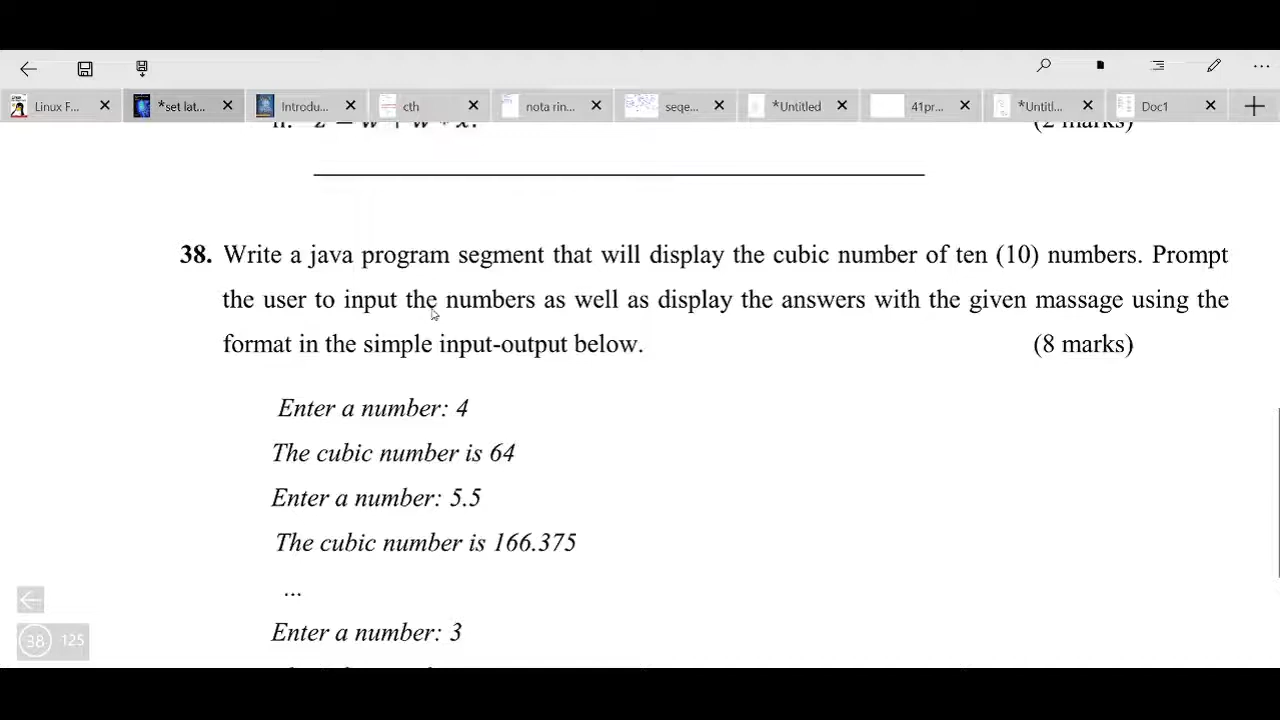 Linux F... *set lat... Introdu... cth nota rin... seqe... *Untitled 41pr... *Untitl... Doc1
(2 marks)
38. Write a java program segment that will display the cubic number of ten (10) numbers. Prompt
the user to input the numbers as well as display the answers with the given massage using the
format in the simple input-output below. (8 marks)
Enter a number: 4
The cubic number is 64
Enter a number: 5.5
The cubic number is 166.375
...
Enter a number: 3
38 125